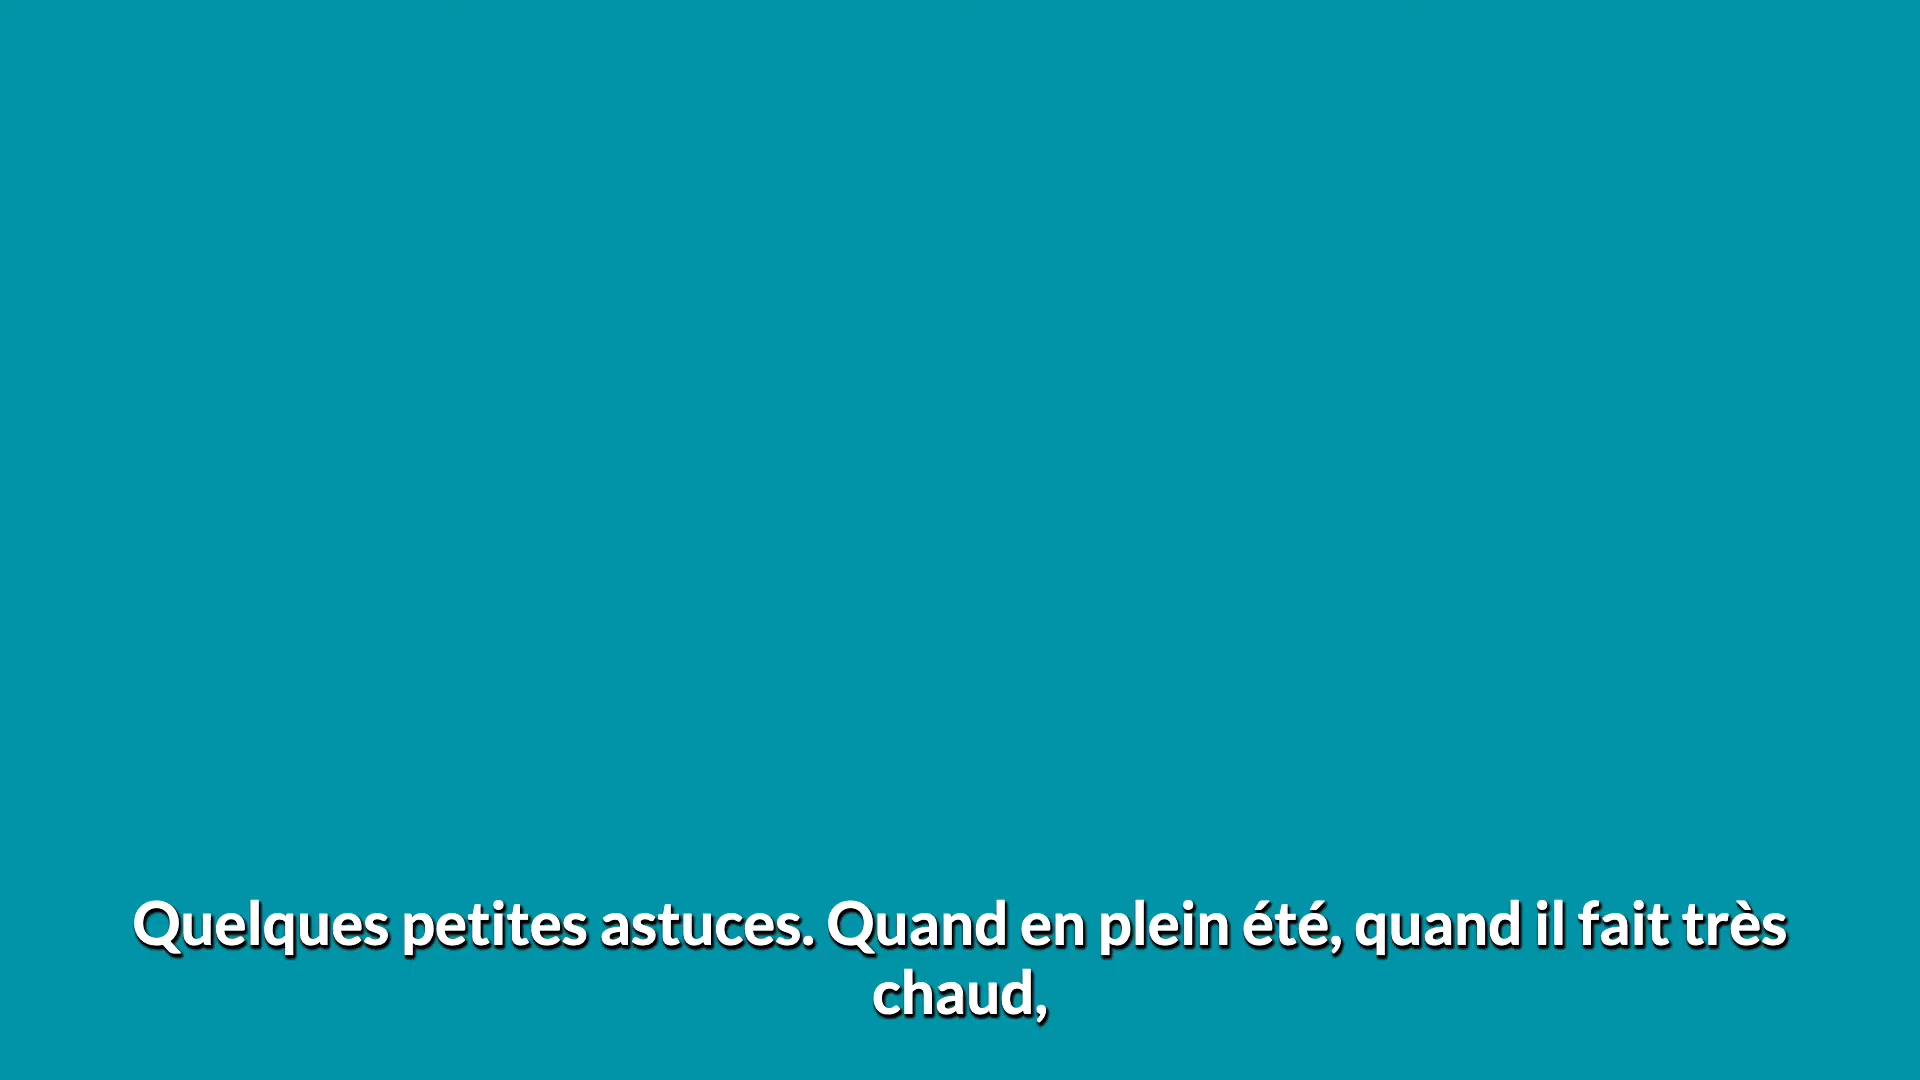 Quelques petites astuces. Quand en plein été, quand il fait très
chaud,